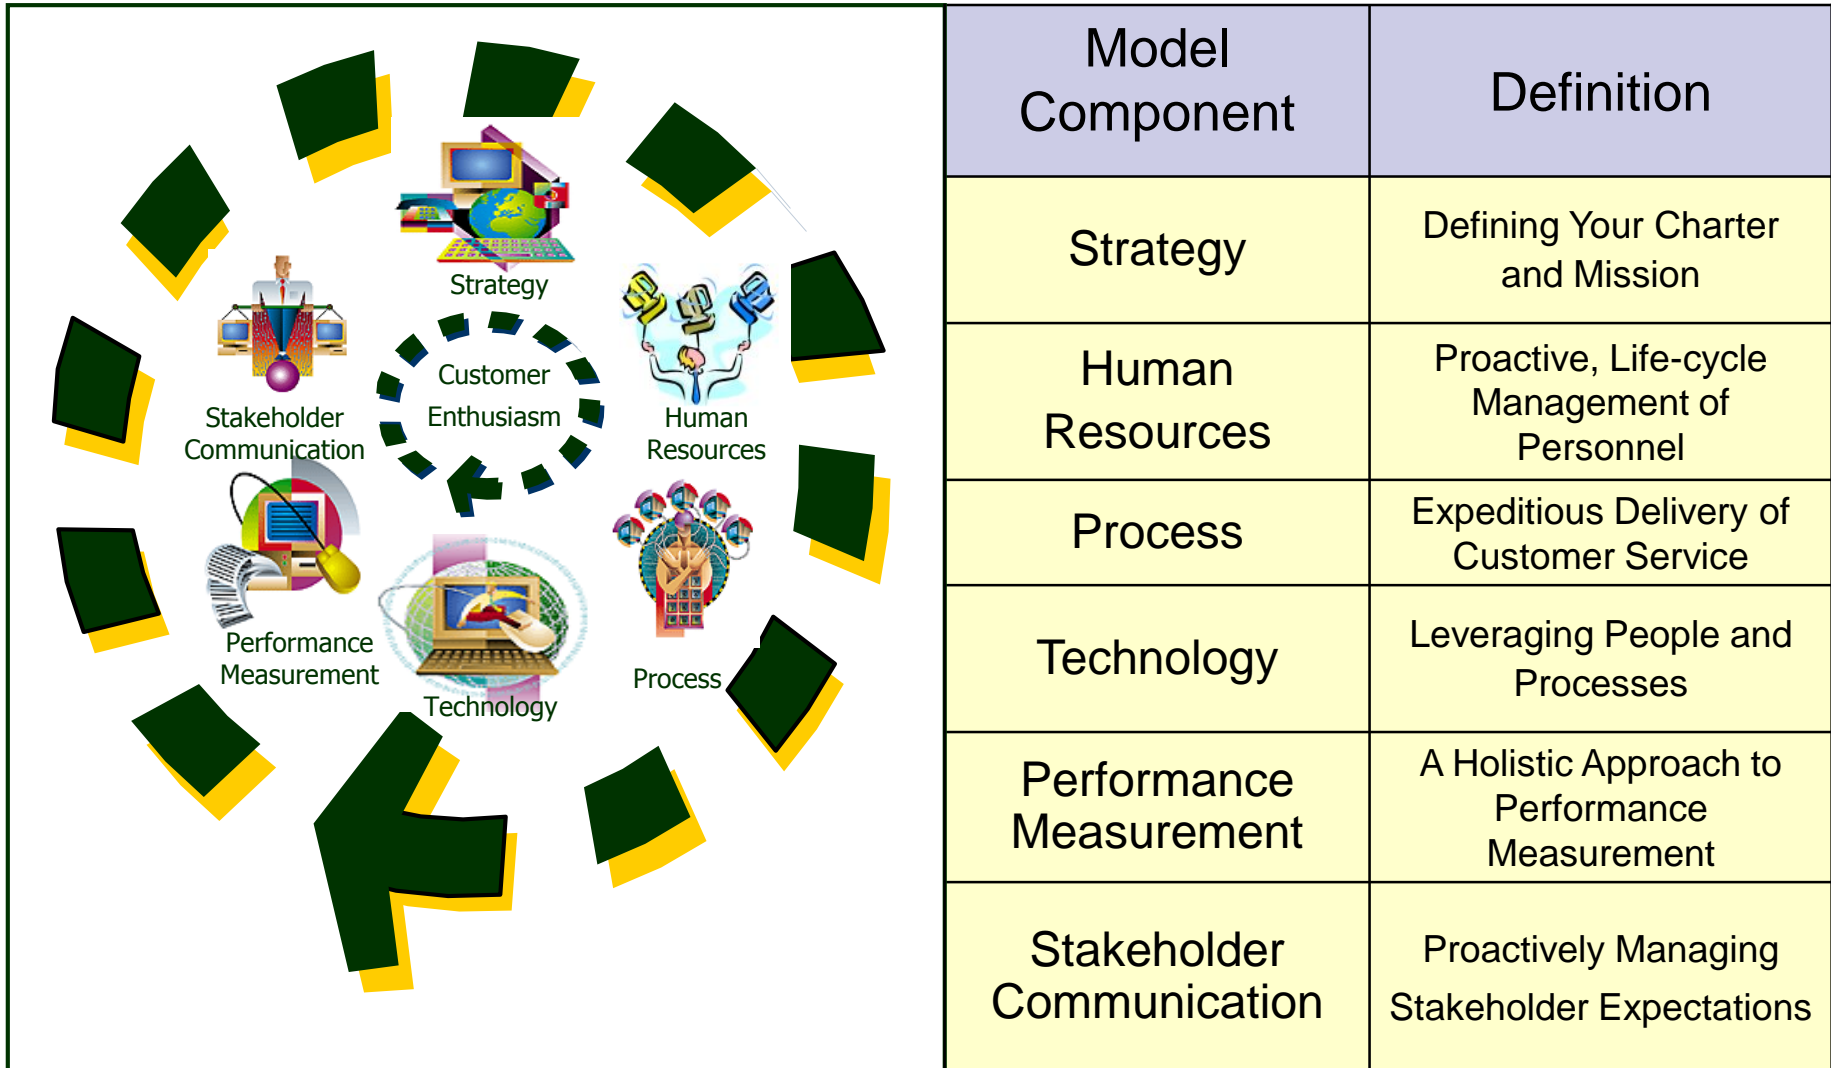 Strategy
Customer
Enthusiasm
Stakeholder
Communication
Human
Resources
Performance
Measurement
Technology
Process
Model
Component
Definition
Strategy
Defining Your Charter
and Mission
Human
Resources
Proactive, Life-cycle
Management of
Personnel
Process
Expeditious Delivery of
Customer Service
Technology
Leveraging People and
Processes
Performance
Measurement
A Holistic Approach to
Performance
Measurement
Stakeholder
Communication
Proactively Managing
Stakeholder Expectations